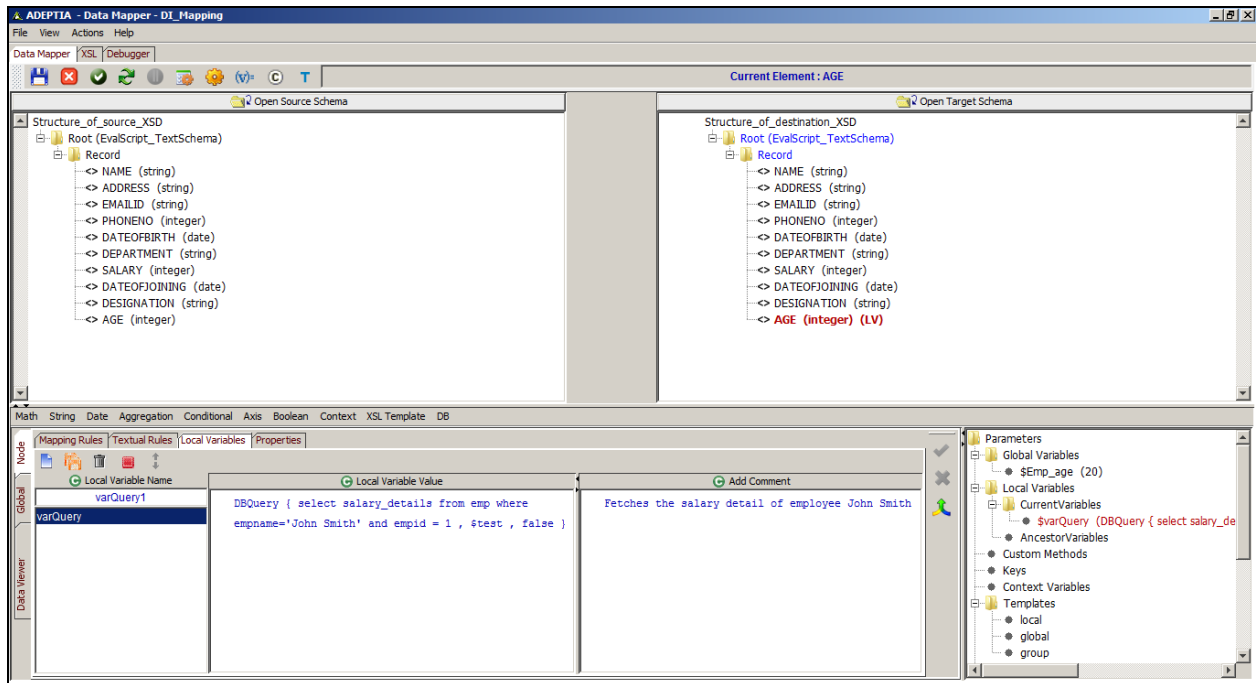 ADEPTIA - Data Mapper - DI_Mapping
File View Actions Help
Data Mapper XSL Debugger
(v)= C T Current Element : AGE
Open Source Schema
Open Target Schema
Structure_of_source_XSD
Root (EvalScript_TextSchema)
Record
<> NAME (string)
<> ADDRESS (string)
<> EMAILID (string)
<> PHONENO (integer)
<> DATEOFBIRTH (date)
<> DEPARTMENT (string)
<> SALARY (integer)
<> DATEOFJOINING (date)
<> DESIGNATION (string)
<> AGE (integer)
Structure_of_destination_XSD
Root (EvalScript_TextSchema)
Record
<> NAME (string)
<> ADDRESS (string)
<> EMAILID (string)
<> PHONENO (integer)
<> DATEOFBIRTH (date)
<> DEPARTMENT (string)
<> SALARY (integer)
<> DATEOFJOINING (date)
<> DESIGNATION (string)
<> AGE (integer) (LV)
Math String Date Aggregation Conditional Axis Boolean Context XSL Template DB
Node
Global
Data Viewer
Mapping Rules Textual Rules Local Variables Properties
Local Variable Name
varQuery1
varQuery
Local Variable Value
DBQuery { select salary_details from emp where
empname='John Smith' and empid = 1 , $test , false }
Add Comment
Fetches the salary detail of employee John Smith
Parameters
Global Variables
$Emp_age (20)
Local Variables
CurrentVariables
$varQuery (DBQuery { select salary_de
AncestorVariables
Custom Methods
Keys
Context Variables
Templates
local
global
group